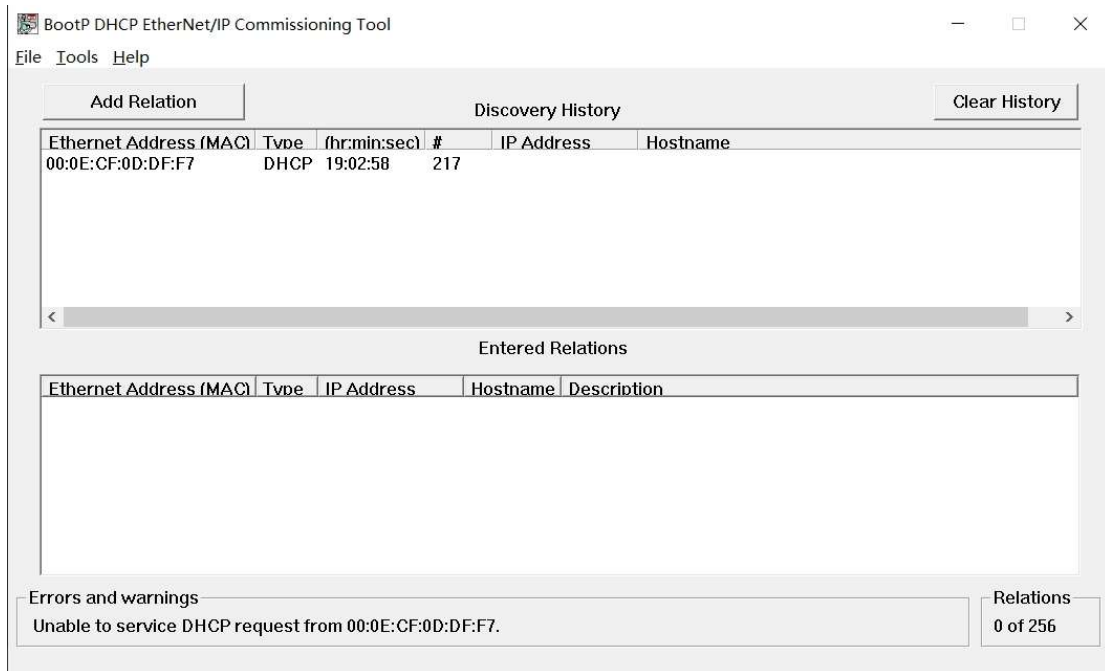 BootP DHCP EtherNet/IP Commissioning Tool
File Tools Help
Add Relation
Discovery History
Clear History
Ethernet Address (MAC) Type (hr:min:sec) # IP Address Hostname
00:0E:CF:0D:DF:F7 DHCP 19:02:58 217
Entered Relations
Ethernet Address (MAC) Type IP Address Hostname Description
Errors and warnings
Unable to service DHCP request from 00:0E:CF:0D:DF:F7.
Relations
0 of 256